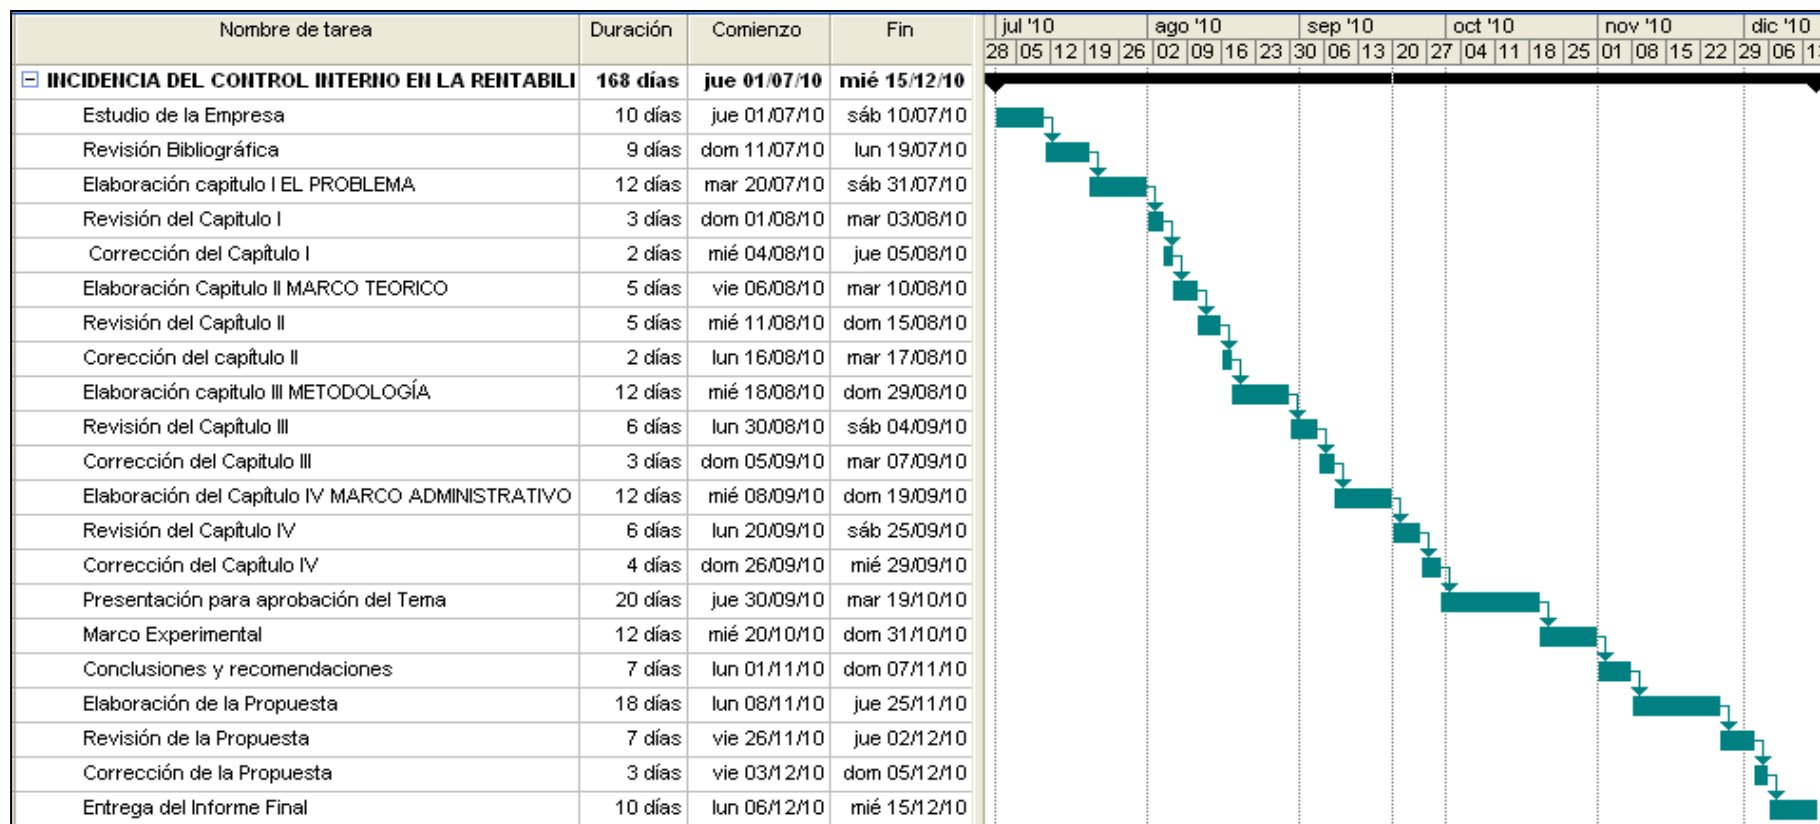 Nombre de tarea Duración Comienzo Fin jul '10 ago '10 sep '10 oct '10 nov '10 dic '10
28 05 12 19 26 02 09 16 23 30 06 13 20 27 04 11 18 25 01 08 15 22 29 06
INCIDENCIA DEL CONTROL INTERNO EN LA RENTABILI 168 días jue 01/07/10 mié 15/12/10
Estudio de la Empresa 10 días jue 01/07/10 sáb 10/07/10
Revisión Bibliográfica 9 días dom 11/07/10 lun 19/07/10
Elaboración capitulo I EL PROBLEMA 12 días mar 20/07/10 sáb 31/07/10
Revisión del Capitulo I 3 días dom 01/08/10 mar 03/08/10
Corrección del Capítulo I 2 días mié 04/08/10 jue 05/08/10
Elaboración Capitulo II MARCO TEORICO 5 días vie 06/08/10 mar 10/08/10
Revisión del Capítulo II 5 días mié 11/08/10 dom 15/08/10
Corección del capítulo II 2 días lun 16/08/10 mar 17/08/10
Elaboración capitulo III METODOLOGÍA 12 días mié 18/08/10 dom 29/08/10
Revisión del Capítulo III 6 días lun 30/08/10 sáb 04/09/10
Corrección del Capitulo III 3 días dom 05/09/10 mar 07/09/10
Elaboración del Capítulo IV MARCO ADMINISTRATIVO 12 días mié 08/09/10 dom 19/09/10
Revisión del Capítulo IV 6 días lun 20/09/10 sáb 25/09/10
Corrección del Capítulo IV 4 días dom 26/09/10 mié 29/09/10
Presentación para aprobación del Tema 20 días jue 30/09/10 mar 19/10/10
Marco Experimental 12 días mié 20/10/10 dom 31/10/10
Conclusiones y recomendaciones 7 días lun 01/11/10 dom 07/11/10
Elaboración de la Propuesta 18 días lun 08/11/10 jue 25/11/10
Revisión de la Propuesta 7 días vie 26/11/10 jue 02/12/10
Corrección de la Propuesta 3 días vie 03/12/10 dom 05/12/10
Entrega del Informe Final 10 días lun 06/12/10 mié 15/12/10